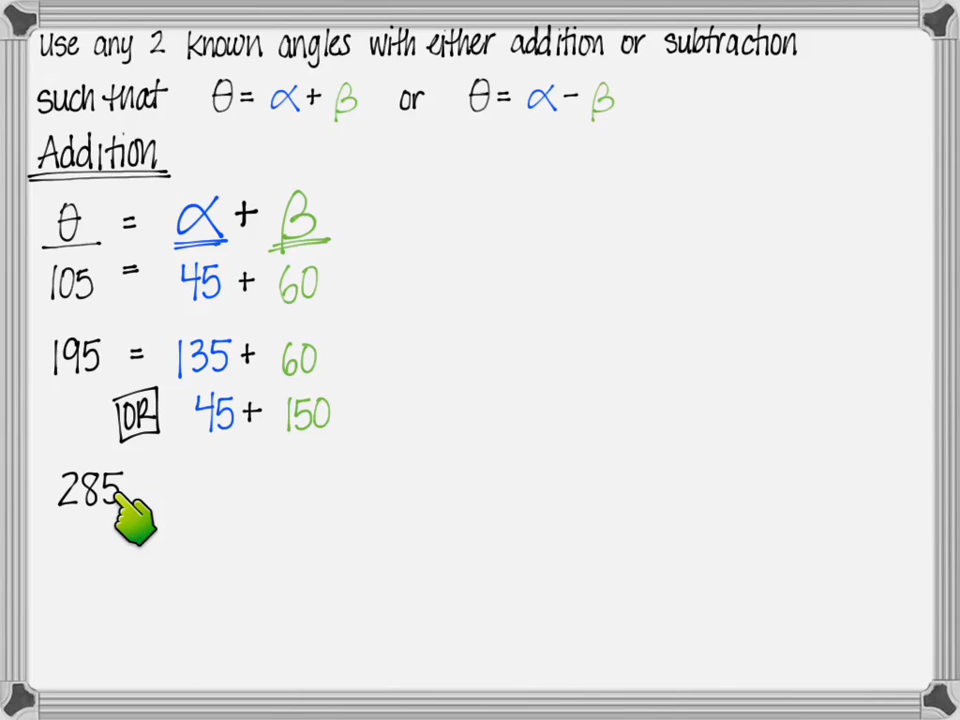 Use any 2 known angles with either addition or subtraction
such that θ = α + β or θ = α - β
Addition
θ = α + β
105 = 45 + 60
195 = 135 + 60
OR 45 + 150
285